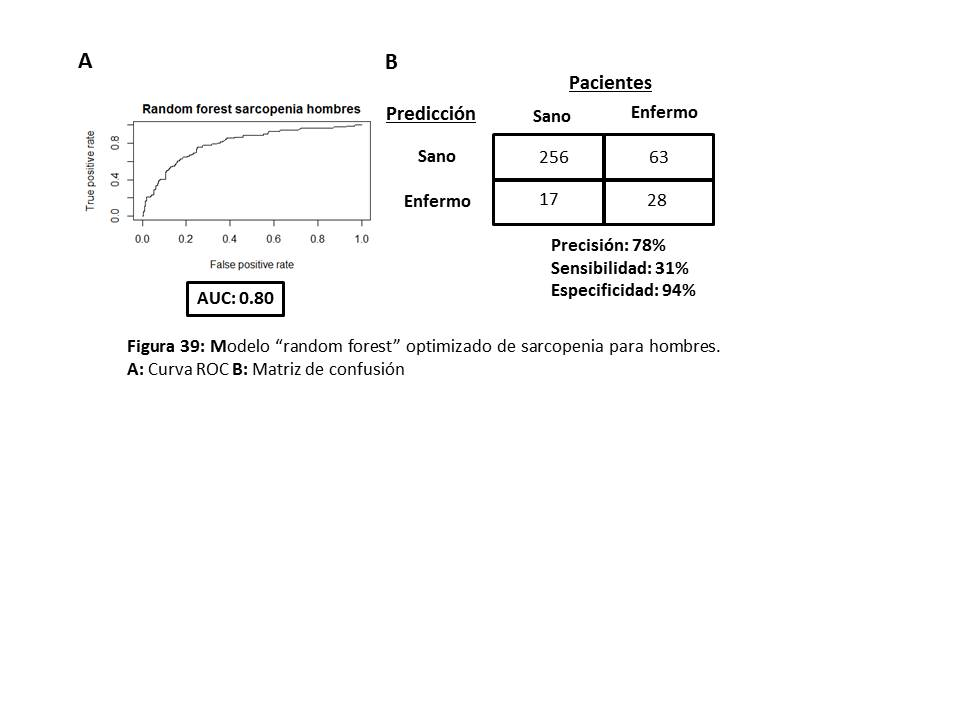 A
B
Random forest sarcopenia hombres
True positive rate
0.0 0.4 0.8
0.0 0.2 0.4 0.6 0.8 1.0
False positive rate
AUC: 0.80
Pacientes
Predicción
Sano Enfermo
Sano 256 63
Enfermo 17 28
Precisión: 78%
Sensibilidad: 31%
Especificidad: 94%
Figura 39: Modelo “random forest” optimizado de sarcopenia para hombres.
A: Curva ROC B: Matriz de confusión